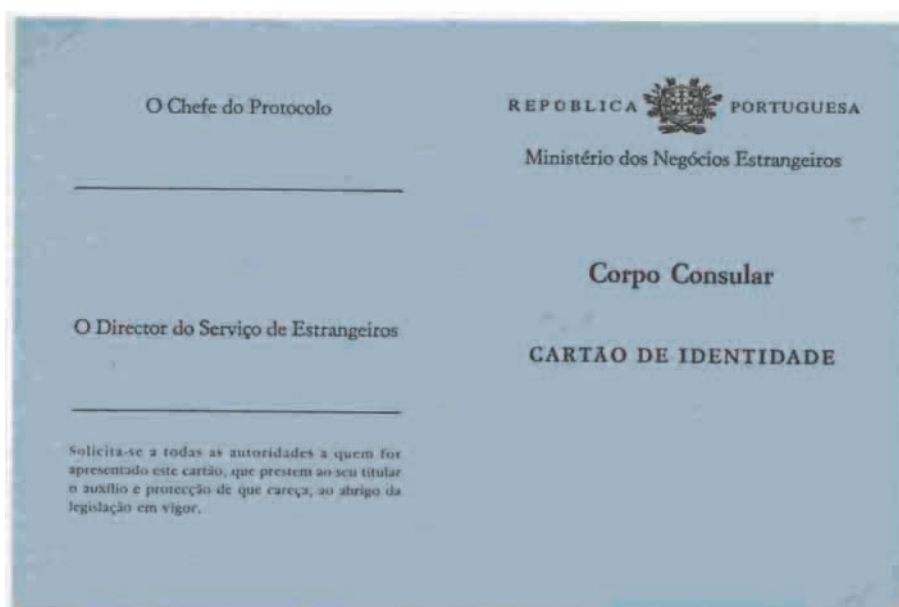 O Chefe do Protocolo
O Director do Serviço de Estrangeiros
Solicita-se a todas as autoridades a quem for
apresentado este cartão, que prestem ao seu titular
o auxílio e protecção de que careça, ao abrigo da
legislação em vigor.
REPÚBLICA PORTUGUESA
Ministério dos Negócios Estrangeiros
Corpo Consular
CARTÃO DE IDENTIDADE